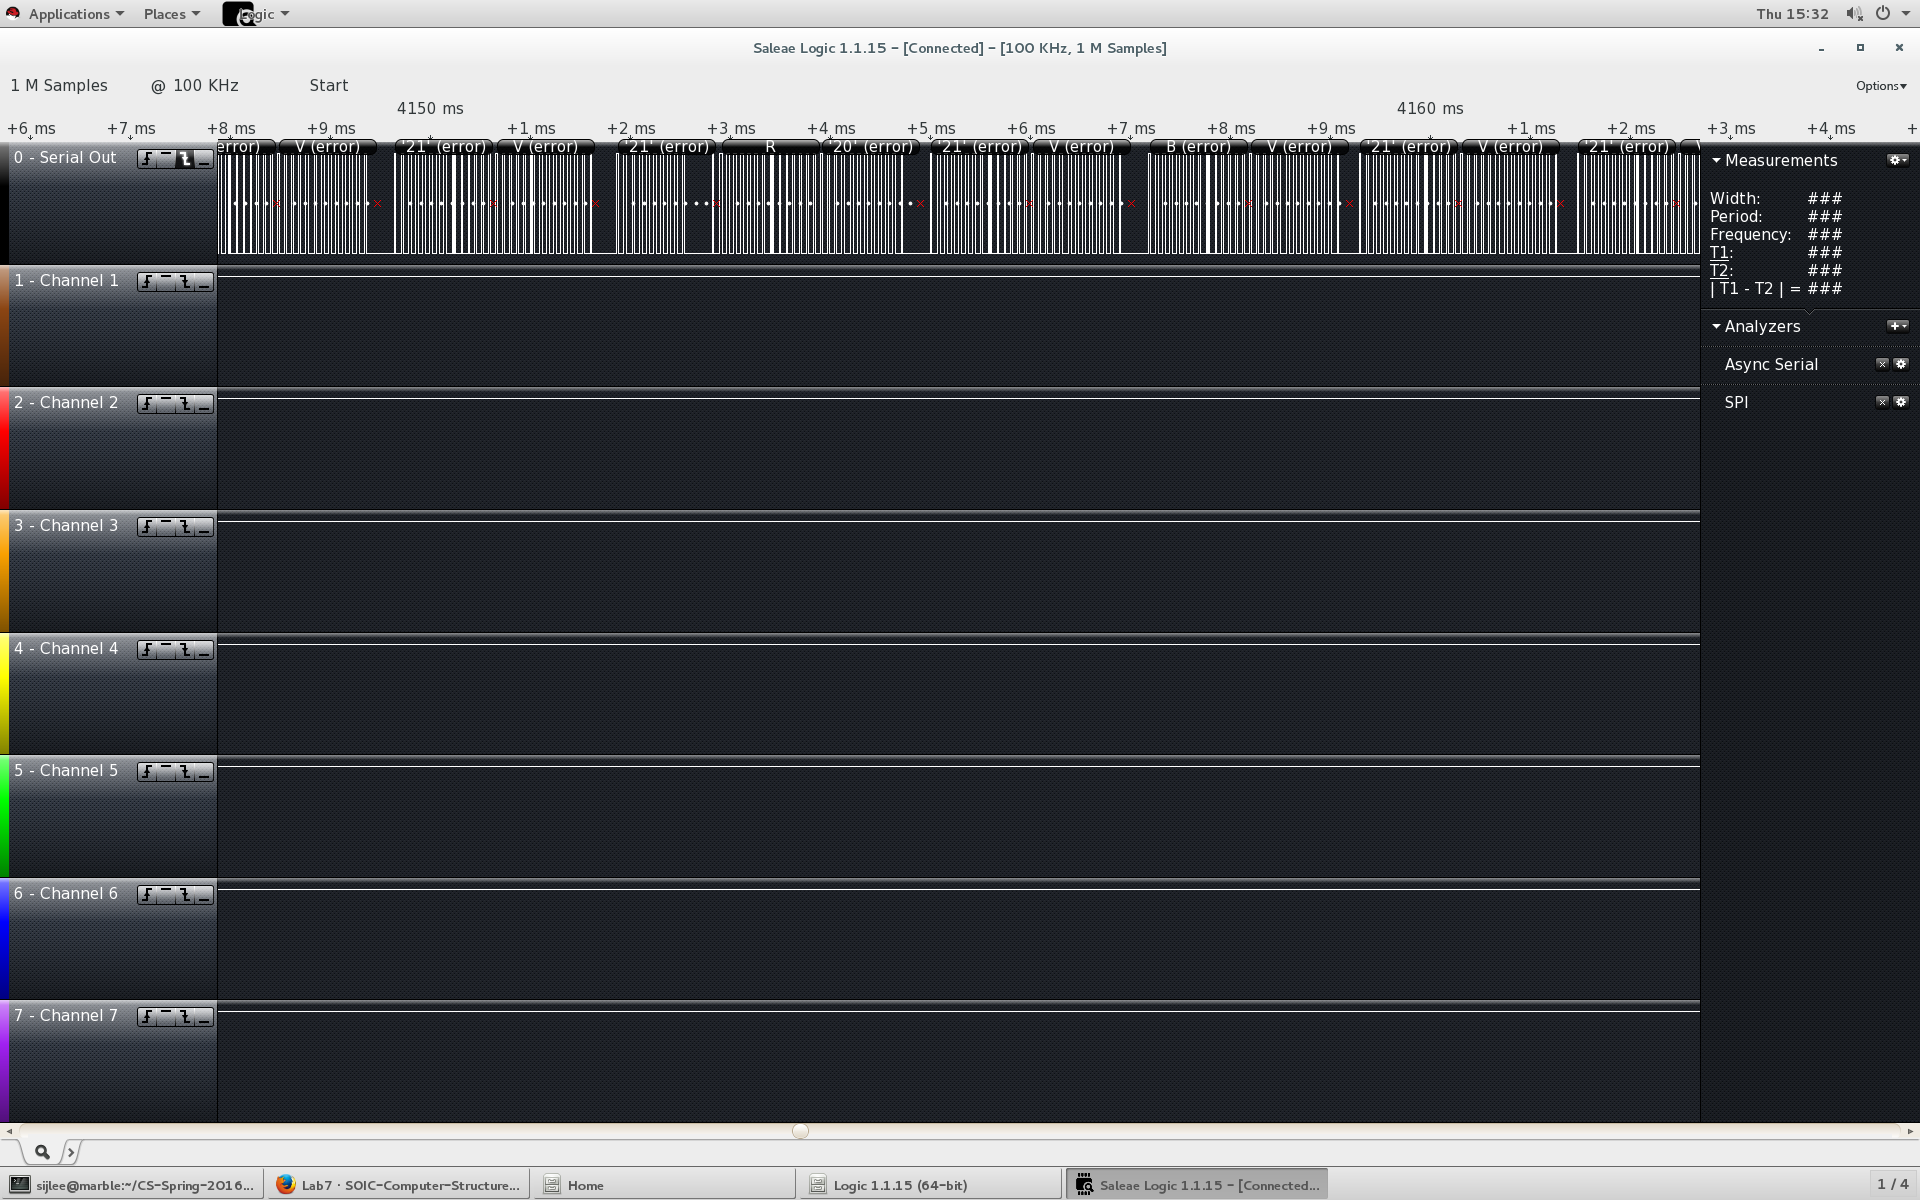 Applications Places Logic Thu 15:32
Saleae Logic 1.1.15 - [Connected] - [100 KHz, 1 M Samples]
1 M Samples @ 100 KHz Start Options
4150 ms 4160 ms
+6 ms +7 ms +8 ms +9 ms +1 ms +2 ms +3 ms +4 ms +5 ms +6 ms +7 ms +8 ms +9 ms +1 ms +2 ms +3 ms +4 ms +
error) V (error) '21' (error) V (error) '21' (error) R '20' (error) '21' (error) V (error) B (error) V (error) '21' (error) V (error) '21' (error)
0 - Serial Out
1 - Channel 1
2 - Channel 2
3 - Channel 3
4 - Channel 4
5 - Channel 5
6 - Channel 6
7 - Channel 7
Measurements
Width: ###
Period: ###
Frequency: ###
T1: ###
T2: ###
| T1 - T2 | = ###
Analyzers
Async Serial
SPI
sijlee@marble:~/CS-Spring-2016... Lab7 · SOIC-Computer-Structure... Home Logic 1.1.15 (64-bit) Saleae Logic 1.1.15 - [Connected... 1 / 4